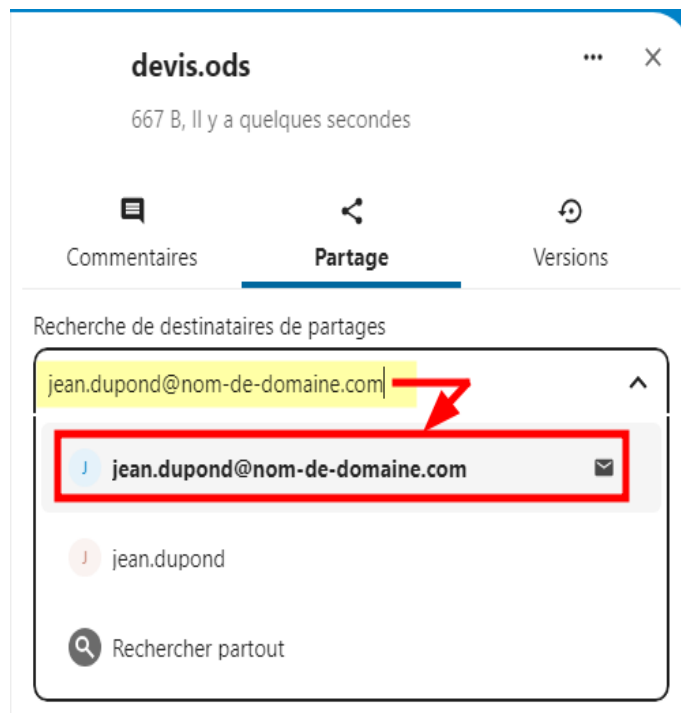 devis.ods
667 B, Il y a quelques secondes
Commentaires
Partage
Versions
Recherche de destinataires de partages
jean.dupond@nom-de-domaine.com
J jean.dupond@nom-de-domaine.com
J jean.dupond
Rechercher partout